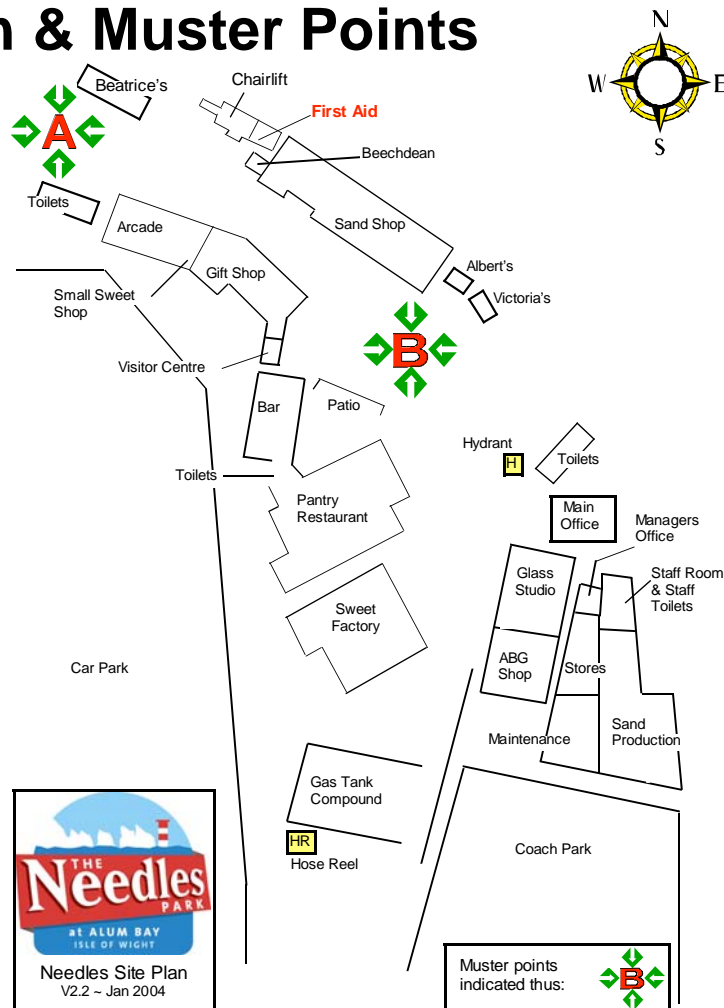 n & Muster Points
N
W
E
S
Beatrice's
Chairlift
First Aid
A
Beechdean
Toilets
Arcade
Sand Shop
Gift Shop
Albert's
Small Sweet
Shop
Victoria's
B
Visitor Centre
Bar
Patio
Hydrant
H
Toilets
Toilets
Pantry
Restaurant
Main
Office
Managers
Office
Glass
Studio
Staff Room
& Staff
Toilets
Sweet
Factory
ABG
Shop
Stores
Car Park
Sand
Production
Maintenance
Gas Tank
Compound
HR
Hose Reel
Coach Park
THE
Needles
PARK
at ALUM BAY
ISLE OF WIGHT
Needles Site Plan
V2.2 ~ Jan 2004
Muster points
indicated thus:
B